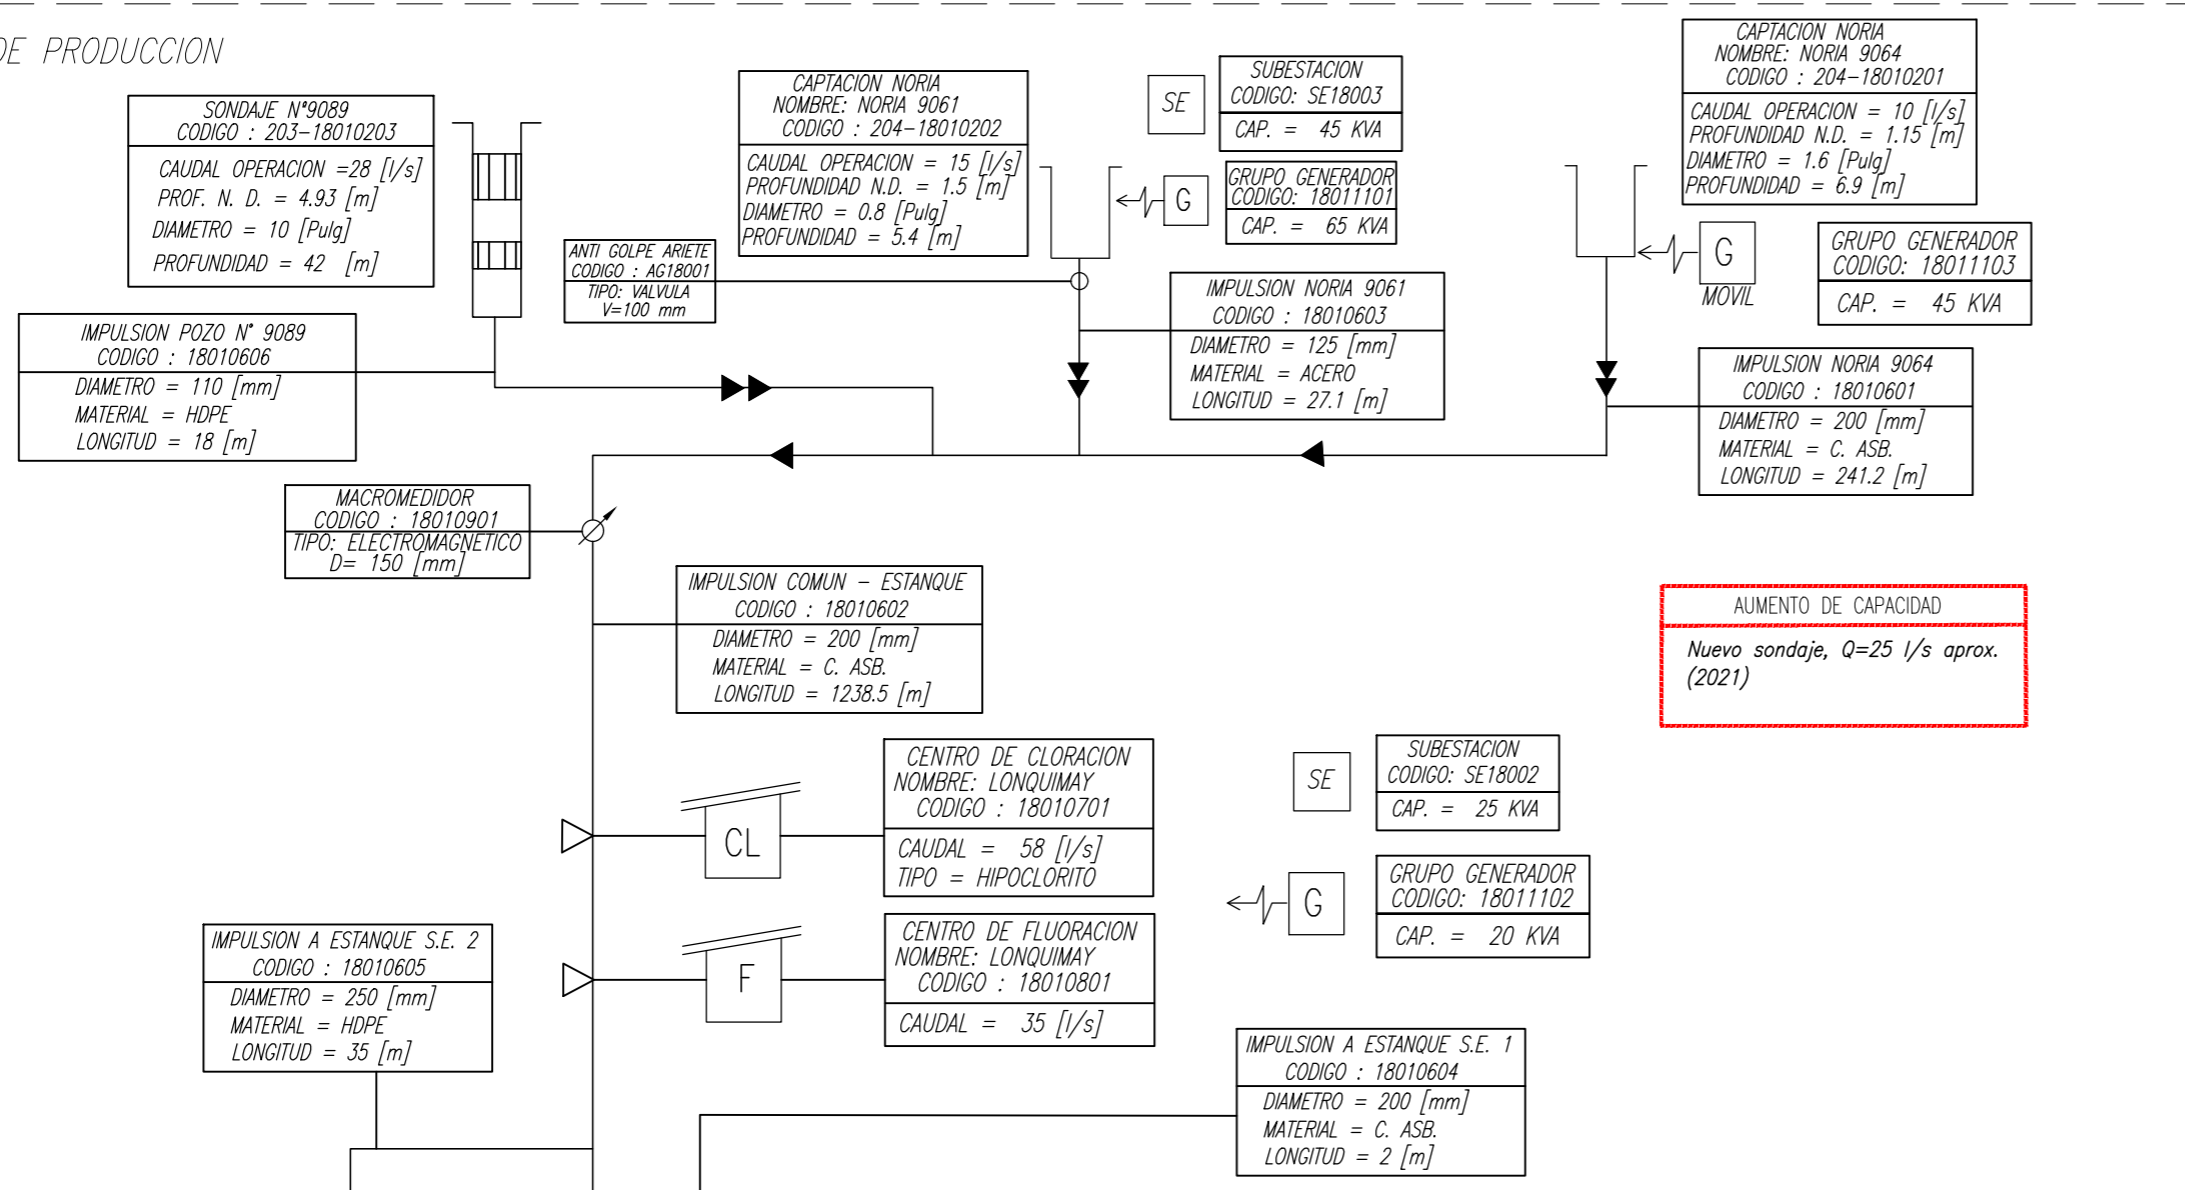 DE PRODUCCION
SONDAJE N°9089
CODIGO : 203-18010203
CAUDAL OPERACION =28 [l/s]
PROF. N. D. = 4.93 [m]
DIAMETRO = 10 [Pulg]
PROFUNDIDAD = 42 [m]
CAPTACION NORIA
NOMBRE: NORIA 9061
CODIGO : 204-18010202
CAUDAL OPERACION = 15 [l/s]
PROFUNDIDAD N.D. = 1.5 [m]
DIAMETRO = 0.8 [Pulg]
PROFUNDIDAD = 5.4 [m]
SE
SUBESTACION
CODIGO: SE18003
CAP. = 45 KVA
G
GRUPO GENERADOR
CODIGO: 18011101
CAP. = 65 KVA
CAPTACION NORIA
NOMBRE: NORIA 9064
CODIGO : 204-18010201
CAUDAL OPERACION = 10 [l/s]
PROFUNDIDAD N.D. = 1.15 [m]
DIAMETRO = 1.6 [Pulg]
PROFUNDIDAD = 6.9 [m]
G
MOVIL
GRUPO GENERADOR
CODIGO: 18011103
CAP. = 45 KVA
ANTI GOLPE ARIETE
CODIGO : AG18001
TIPO: VALVULA
V=100 mm
IMPULSION POZO N° 9089
CODIGO : 18010606
DIAMETRO = 110 [mm]
MATERIAL = HDPE
LONGITUD = 18 [m]
IMPULSION NORIA 9061
CODIGO : 18010603
DIAMETRO = 125 [mm]
MATERIAL = ACERO
LONGITUD = 27.1 [m]
IMPULSION NORIA 9064
CODIGO : 18010601
DIAMETRO = 200 [mm]
MATERIAL = C. ASB.
LONGITUD = 241.2 [m]
MACROMEDIDOR
CODIGO : 18010901
TIPO: ELECTROMAGNETICO
D= 150 [mm]
IMPULSION COMUN - ESTANQUE
CODIGO : 18010602
DIAMETRO = 200 [mm]
MATERIAL = C. ASB.
LONGITUD = 1238.5 [m]
AUMENTO DE CAPACIDAD
Nuevo sondaje, Q=25 l/s aprox.
(2021)
CL
CENTRO DE CLORACION
NOMBRE: LONQUIMAY
CODIGO : 18010701
CAUDAL = 58 [l/s]
TIPO = HIPOCLORITO
SE
SUBESTACION
CODIGO: SE18002
CAP. = 25 KVA
G
GRUPO GENERADOR
CODIGO: 18011102
CAP. = 20 KVA
F
CENTRO DE FLUORACION
NOMBRE: LONQUIMAY
CODIGO : 18010801
CAUDAL = 35 [l/s]
IMPULSION A ESTANQUE S.E. 2
CODIGO : 18010605
DIAMETRO = 250 [mm]
MATERIAL = HDPE
LONGITUD = 35 [m]
IMPULSION A ESTANQUE S.E. 1
CODIGO : 18010604
DIAMETRO = 200 [mm]
MATERIAL = C. ASB.
LONGITUD = 2 [m]